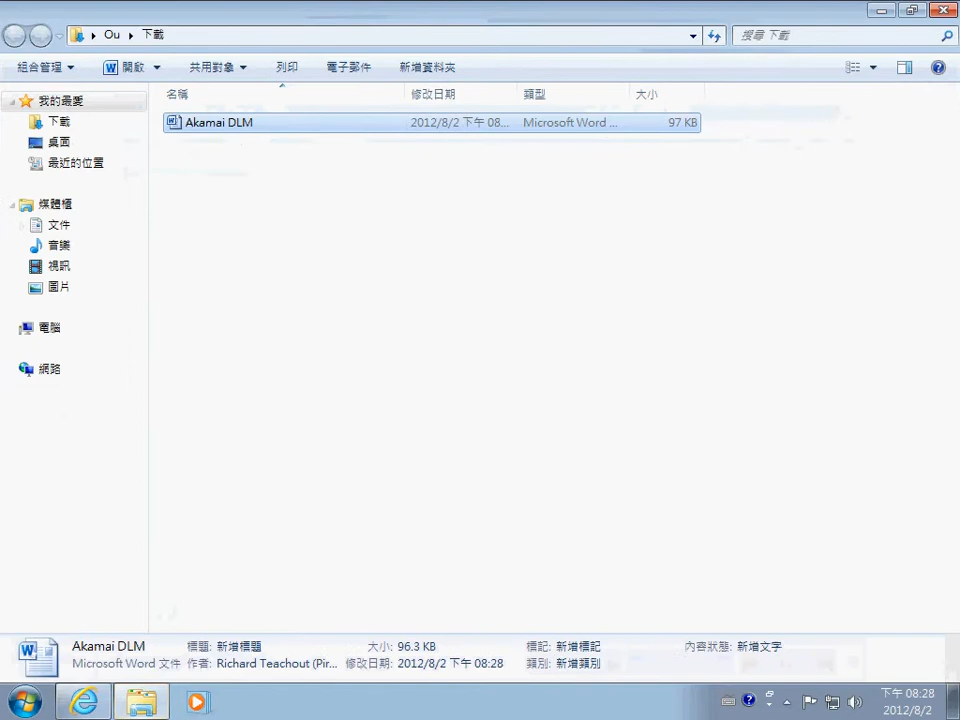 Ou 下載
搜尋 下載
組合管理 開啟 共用對象 列印 電子郵件 新增資料夾
名稱 修改日期 類型 大小
Akamai DLM 2012/8/2 下午 08... Microsoft Word ... 97 KB
我的最愛
下載
桌面
最近的位置
媒體櫃
文件
音樂
視訊
圖片
電腦
網路
Akamai DLM 標題: 新增標題 大小: 96.3 KB 標記: 新增標記 內容狀態: 新增文字
Microsoft Word 文件 作者: Richard Teachout (Pir... 修改日期: 2012/8/2 下午 08:28 類別: 新增類別
下午 08:28
2012/8/2